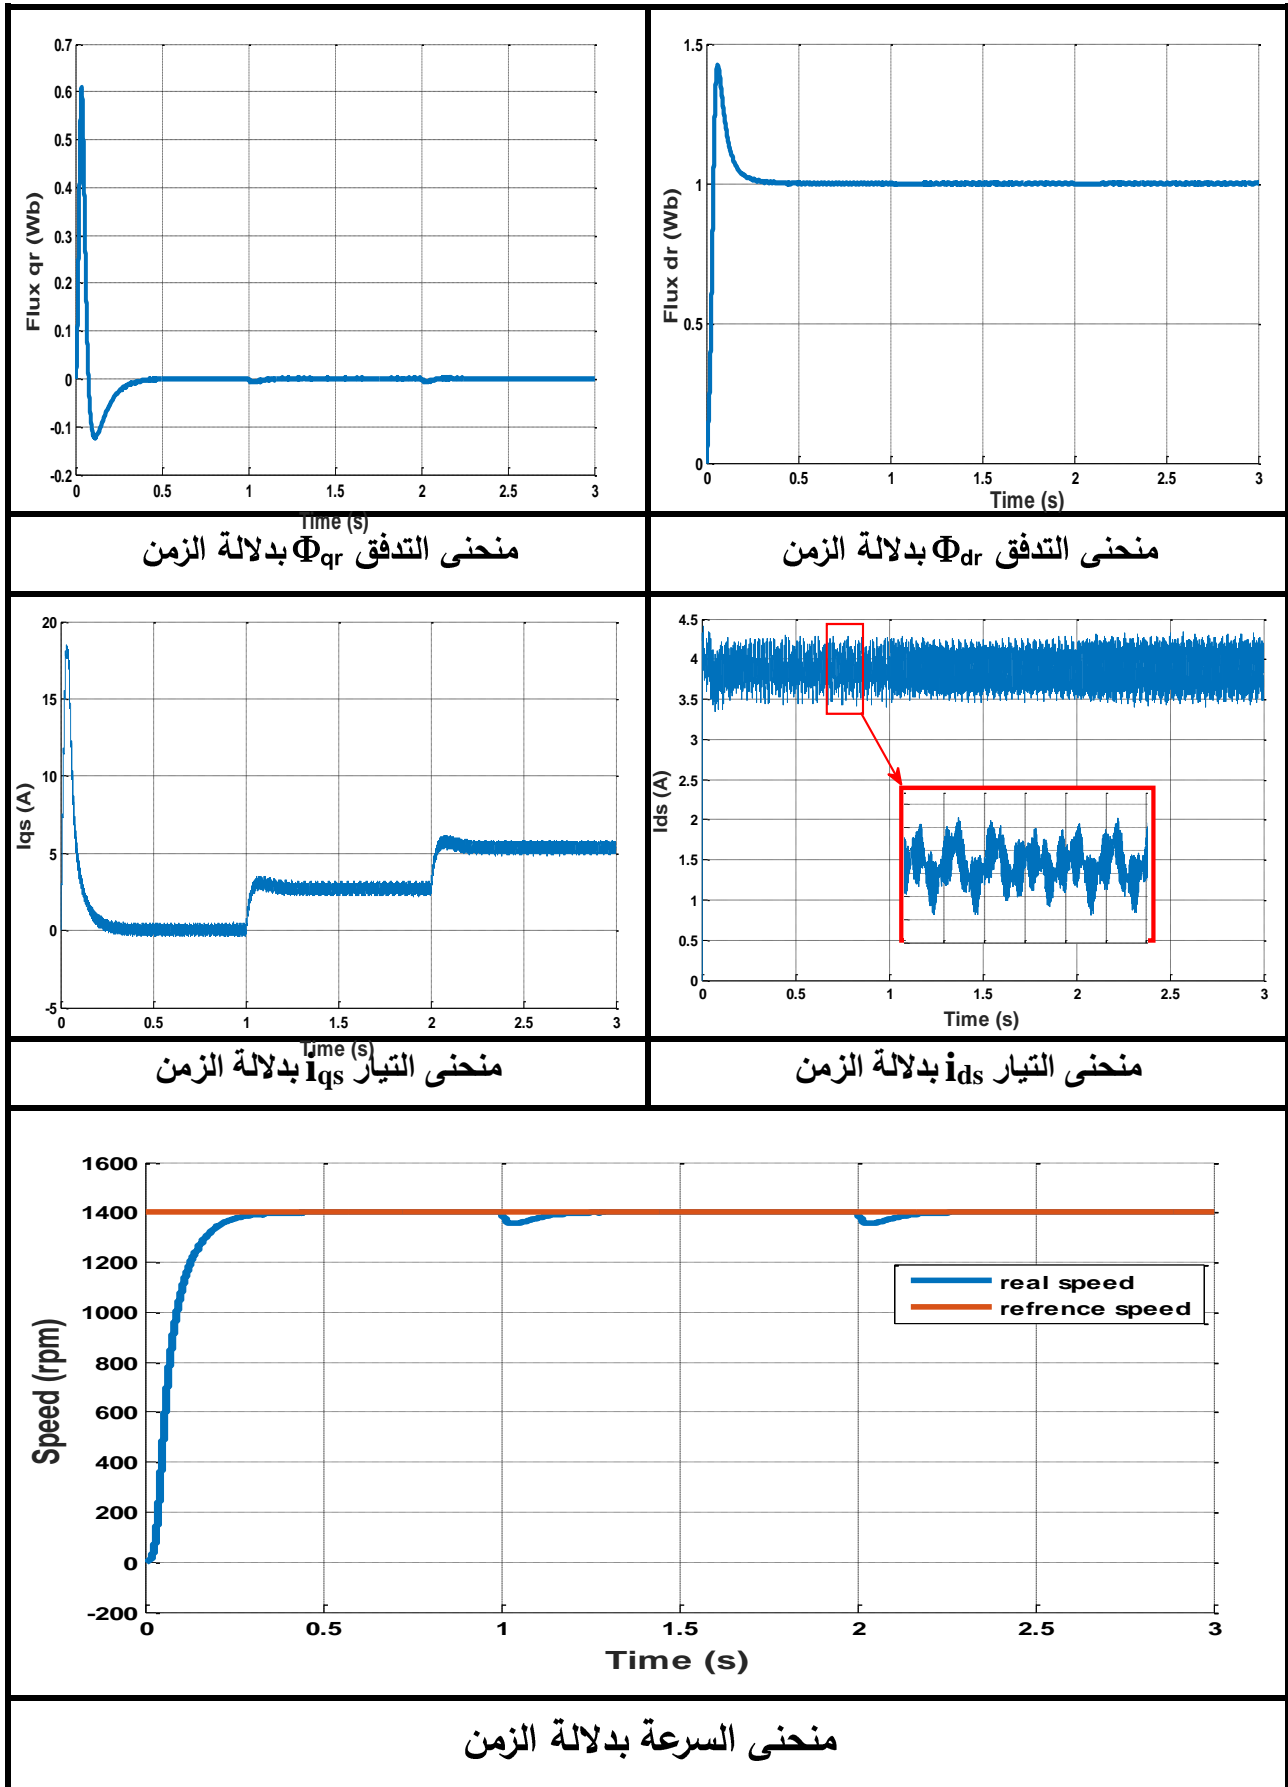 0.7
0.6
0.5
0.4
0.3
0.2
0.1
0
-0.1
-0.2
0 0.5 1 1.5 2 2.5 3
Flux qr (Wb)
Time (s)
1.5
1
0.5
0
0 0.5 1 1.5 2 2.5 3
Flux dr (Wb)
Time (s)
منحنى التدفق Φqr بدلالة الزمن
منحنى التدفق Φdr بدلالة الزمن
20
15
10
5
0
-5
0 0.5 1 1.5 2 2.5 3
Iqs (A)
Time (s)
4.5
4
3.5
3
2.5
2
1.5
1
0.5
0
0 0.5 1 1.5 2 2.5 3
Ids (A)
Time (s)
منحنى التيار iqs بدلالة الزمن
منحنى التيار ids بدلالة الزمن
1600
1400
1200
1000
800
600
400
200
0
-200
0 0.5 1 1.5 2 2.5 3
Speed (rpm)
real speed
refrence speed
Time (s)
منحنى السرعة بدلالة الزمن